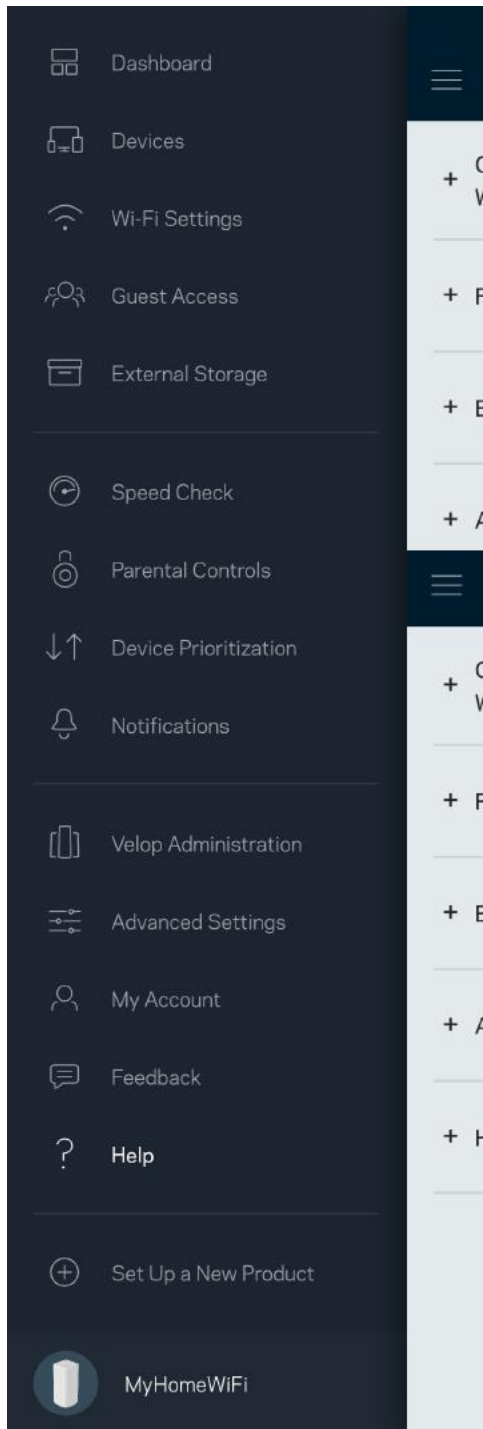 Dashboard
Devices
Wi-Fi Settings
Guest Access
External Storage
Speed Check
Parental Controls
Device Prioritization
Notifications
Velop Administration
Advanced Settings
My Account
Feedback
Help
Set Up a New Product
MyHomeWiFi